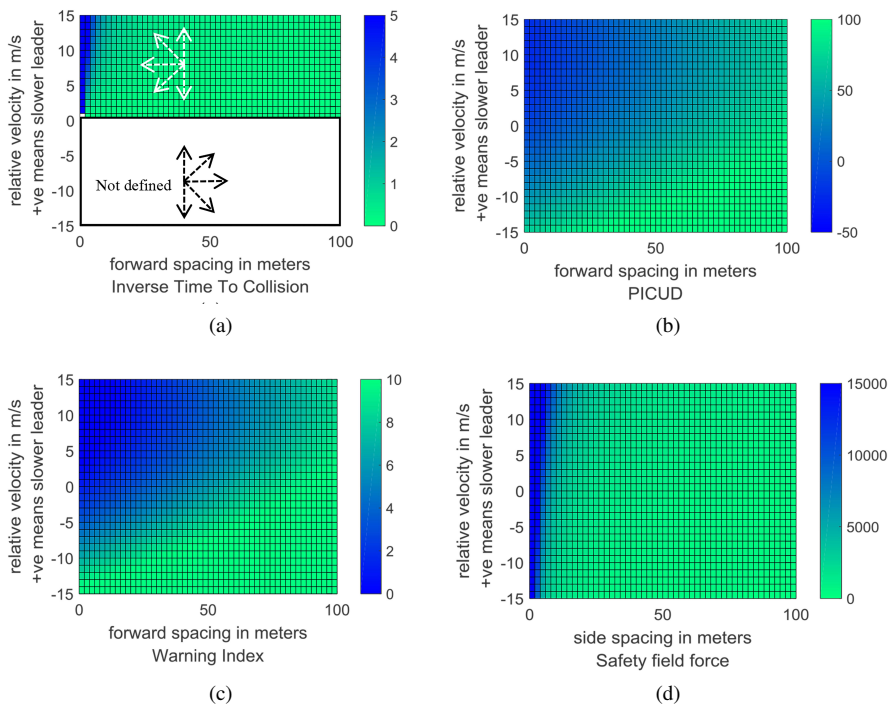 15
10
5
0
-5
-10
-15
relative velocity in m/s
+ve means slower leader
Not defined
0
50
100
5
4
3
2
1
0
forward spacing in meters
Inverse Time To Collision
(a)
15
10
5
0
-5
-10
-15
relative velocity in m/s
+ve means slower leader
0
50
100
100
50
0
-50
forward spacing in meters
PICUD
(b)
15
10
5
0
-5
-10
-15
relative velocity in m/s
+ve means slower leader
0
50
100
10
8
6
4
2
0
forward spacing in meters
Warning Index
(c)
15
10
5
0
-5
-10
-15
relative velocity in m/s
+ve means slower leader
0
50
100
15000
10000
5000
0
side spacing in meters
Safety field force
(d)